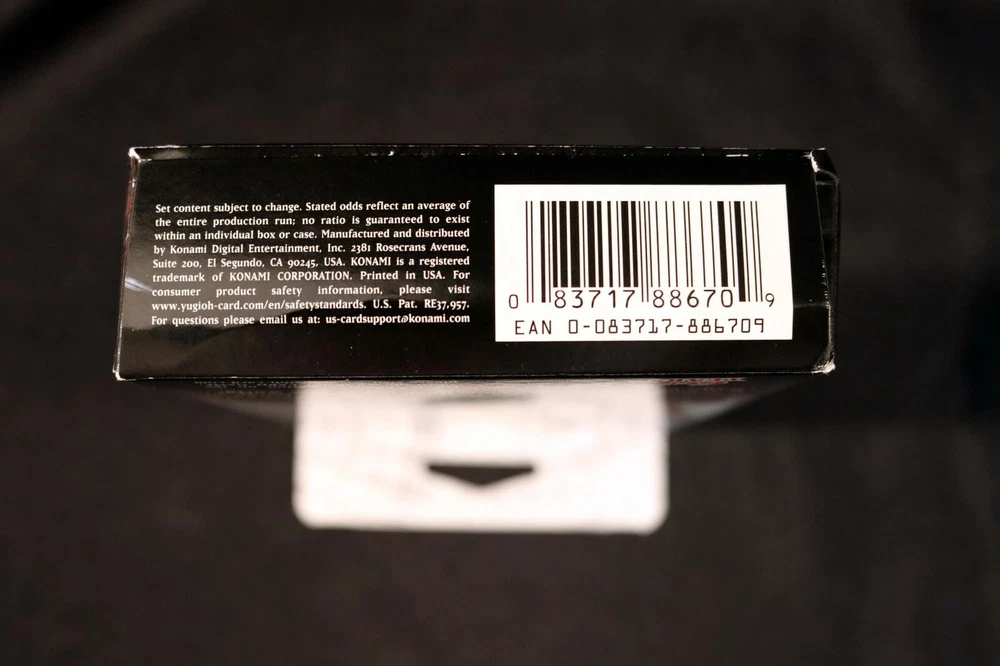 Set content subject to change. Stated odds reflect an average of
the entire production run; no ratio is guaranteed to exist
within an individual box or case. Manufactured and distributed
by Konami Digital Entertainment, Inc. 2381 Rosecrans Avenue,
Suite 200, El Segundo, CA 90245, USA. KONAMI is a registered
trademark of KONAMI CORPORATION. Printed in USA. For
consumer product safety information, please visit
www.yugioh-card.com/en/safetystandards. U.S. Pat. RE37,957.
For questions please email us at: us-cardsupport@konami.com
0 83717 88670 9
EAN 0-083717-886709